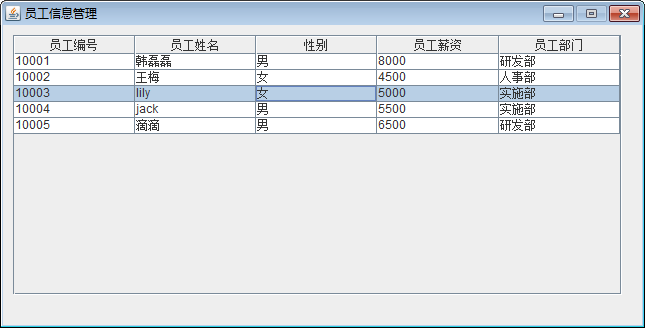 员工信息管理
员工编号 员工姓名 性别 员工薪资 员工部门
10001 韩磊磊 男 8000 研发部
10002 王梅 女 4500 人事部
10003 lily 女 5000 实施部
10004 jack 男 5500 实施部
10005 滴滴 男 6500 研发部